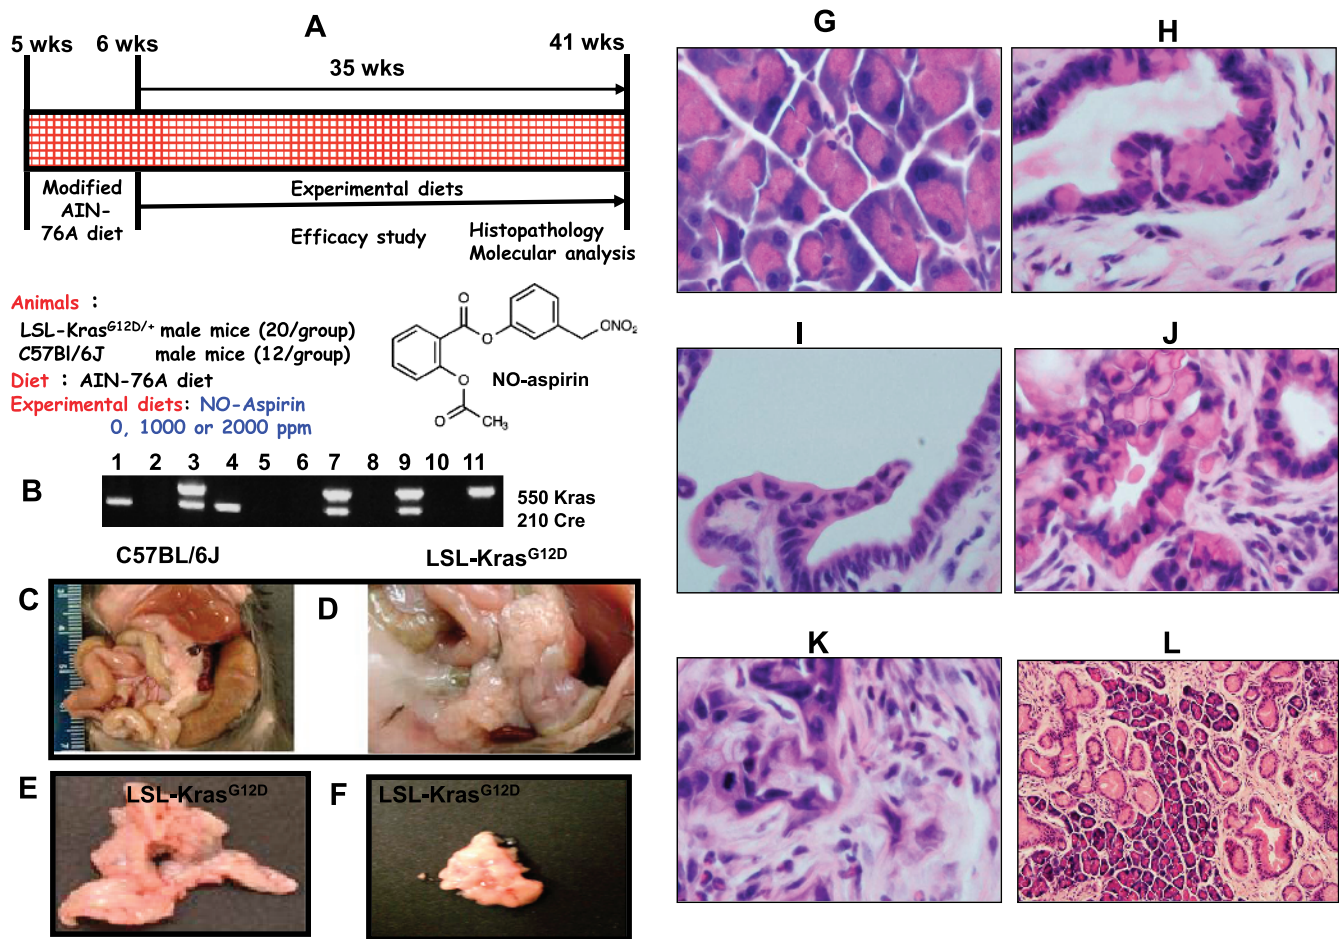 A
5 wks 6 wks 41 wks
35 wks
Modified
AIN-
76A diet
Experimental diets
Efficacy study
Histopathology
Molecular analysis
Animals :
LSL-KrasG12D/+ male mice (20/group)
C57Bl/6J male mice (12/group)
Diet : AIN-76A diet
Experimental diets: NO-Aspirin
0, 1000 or 2000 ppm
O
O
ONO2
O
O
CH3
NO-aspirin
B
1 2 3 4 5 6 7 8 9 10 11
550 Kras
210 Cre
C57BL/6J
LSL-KrasG12D
C
D
E
LSL-KrasG12D
F
LSL-KrasG12D
G
H
I
J
K
L